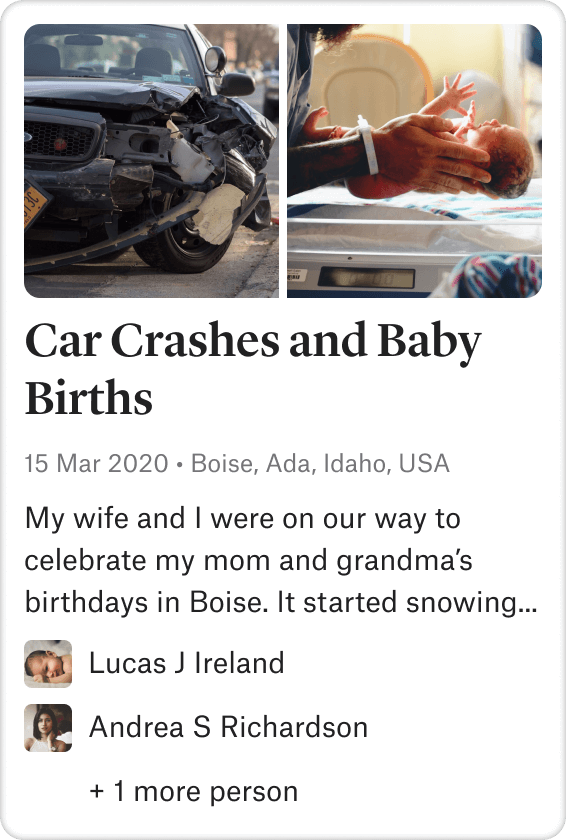 Car Crashes and Baby
Births
15 Mar 2020 • Boise, Ada, Idaho, USA
My wife and I were on our way to
celebrate my mom and grandma’s
birthdays in Boise. It started snowing...
Lucas J Ireland
Andrea S Richardson
+ 1 more person